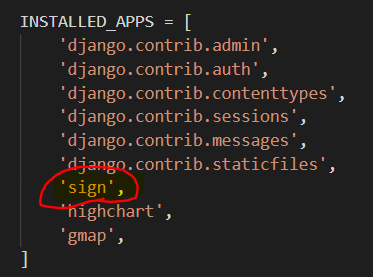 INSTALLED_APPS = [
    'django.contrib.admin',
    'django.contrib.auth',
    'django.contrib.contenttypes',
    'django.contrib.sessions',
    'django.contrib.messages',
    'django.contrib.staticfiles',
    'sign',
    'highchart',
    'gmap',
]